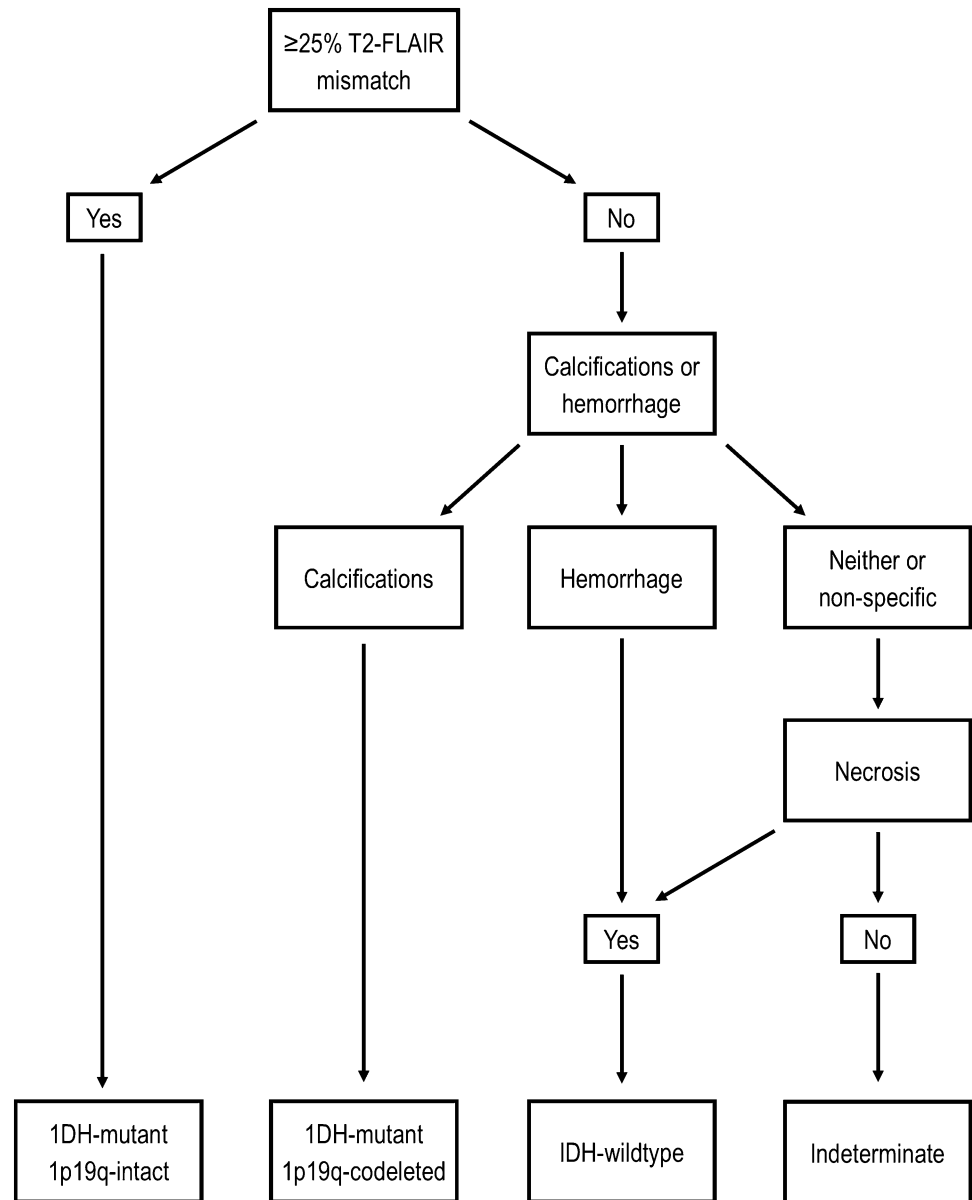 ≥25% T2-FLAIR
mismatch
Yes
No
Calcifications or
hemorrhage
Calcifications
Hemorrhage
Neither or
non-specific
Necrosis
Yes
No
1DH-mutant
1p19q-intact
1DH-mutant
1p19q-codeleted
IDH-wildtype
Indeterminate